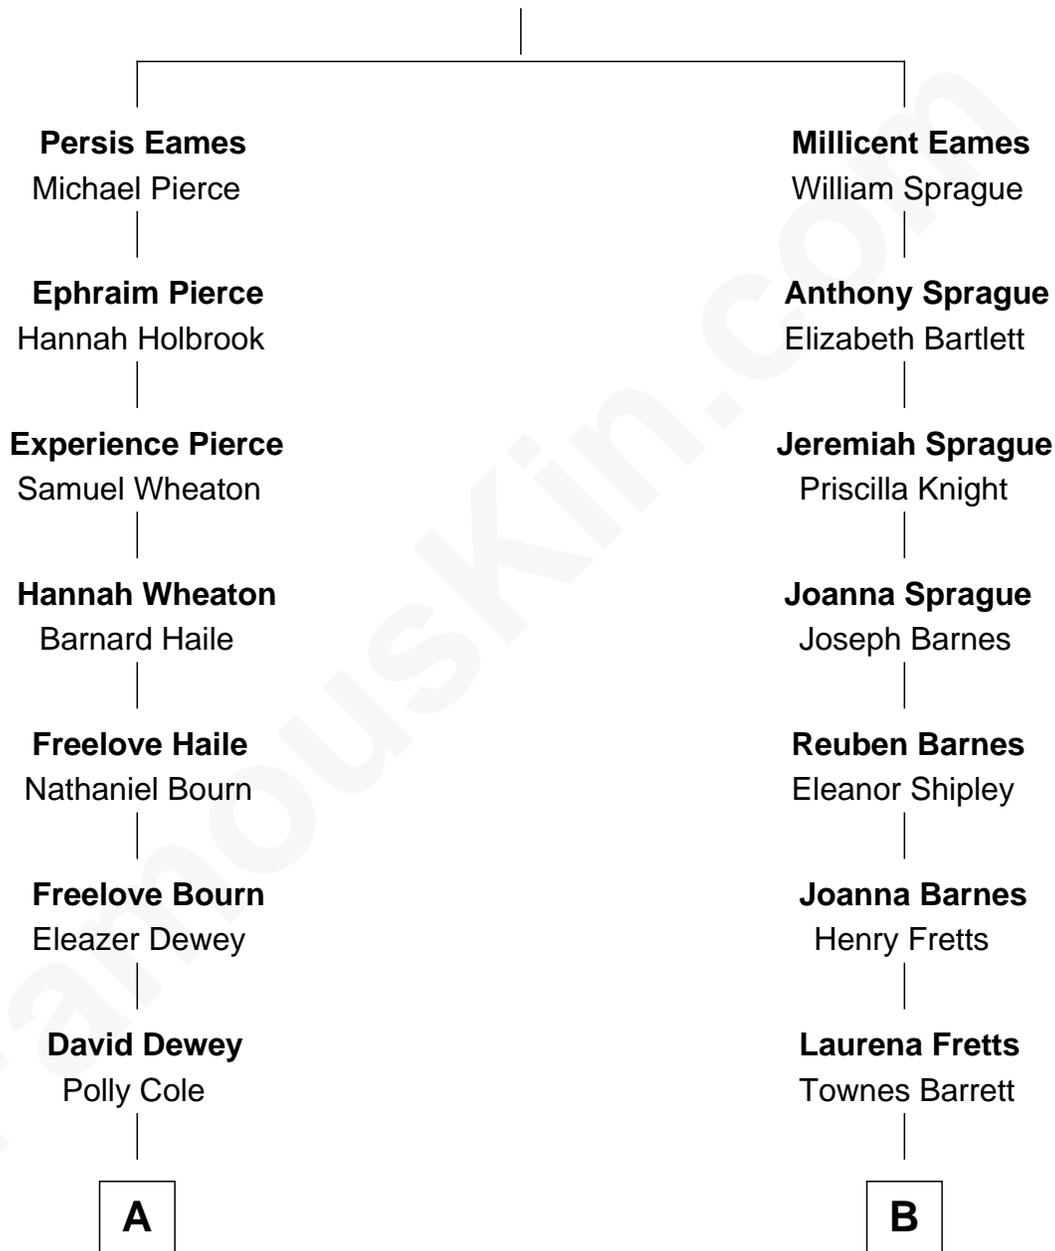 Persis Eames
Michael Pierce
Ephraim Pierce
Hannah Holbrook
Experience Pierce
Samuel Wheaton
Hannah Wheaton
Barnard Haile
Freelove Haile
Nathaniel Bourn
Freelove Bourn
Eleazer Dewey
David Dewey
Polly Cole
A
Millicent Eames
William Sprague
Anthony Sprague
Elizabeth Bartlett
Jeremiah Sprague
Priscilla Knight
Joanna Sprague
Joseph Barnes
Reuben Barnes
Eleanor Shipley
Joanna Barnes
Henry Fretts
Laurena Fretts
Townes Barrett
B
FamousKin.com